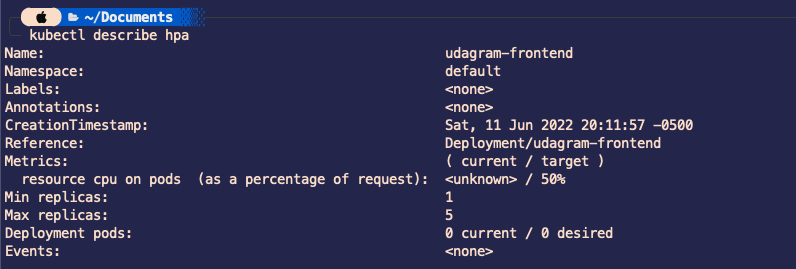 ~/Documents
kubectl describe hpa
Name: udagram-frontend
Namespace: default
Labels: <none>
Annotations: <none>
CreationTimestamp: Sat, 11 Jun 2022 20:11:57 -0500
Reference: Deployment/udagram-frontend
Metrics: ( current / target )
  resource cpu on pods  (as a percentage of request): <unknown> / 50%
Min replicas: 1
Max replicas: 5
Deployment pods: 0 current / 0 desired
Events: <none>